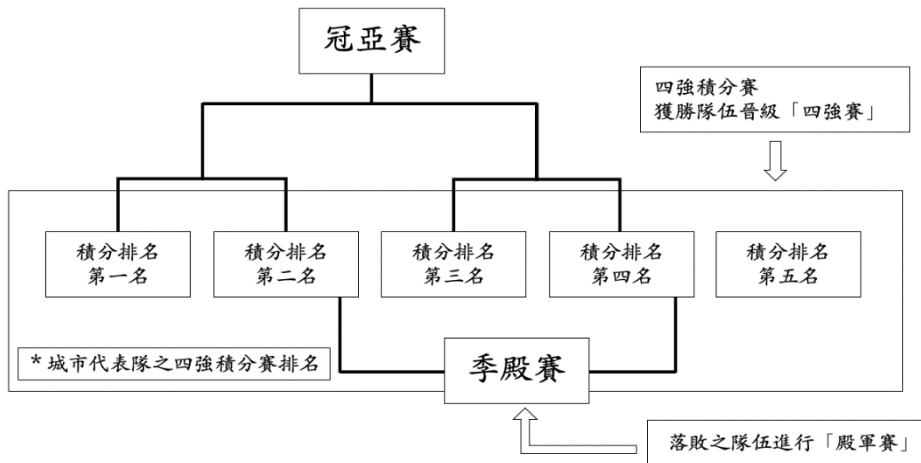 冠亞賽
四強積分賽
獲勝隊伍晉級「四強賽」
積分排名
第一名
積分排名
第二名
積分排名
第三名
積分排名
第四名
積分排名
第五名
* 城市代表隊之四強積分賽排名
季殿賽
落敗之隊伍進行「殿軍賽」